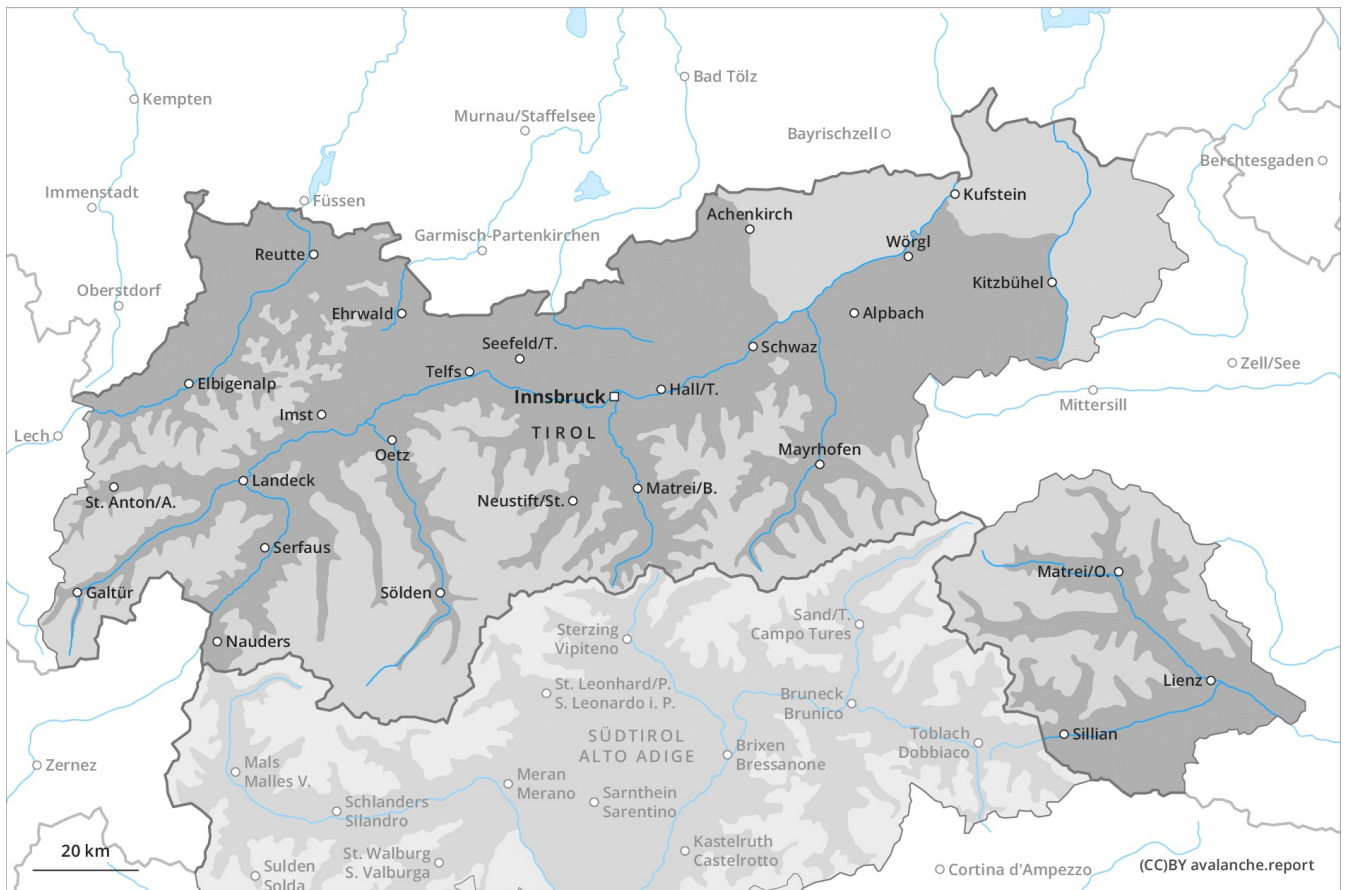 Bad Tölz
Kempten
Murnau/Staffelsee
Bayrischzell
Berchtesgaden
Immenstadt
Füssen
Kufstein
Achenkirch
Garmisch-Partenkirchen
Wörgl
Reutte
Kitzbühel
Oberstdorf
Ehrwald
Alpbach
Seefeld/T.
Schwaz
Zell/See
Telfs
Elbigenalp
Hall/T.
Innsbruck
Mittersill
Imst
TIROL
Lech
Oetz
Mayrhofen
Landeck
Matrei/B.
St. Anton/A.
Neustift/St.
Serfaus
Matrei/O.
Galtür
Sölden
Sand/T.
Campo Tures
Sterzing
Vipiteno
Nauders
Lienz
St. Leonhard/P.
S. Leonardo i. P.
Bruneck
Brunico
Sillian
SÜDTIROL
ALTO ADIGE
Toblach
Dobbiaco
Brixen
Bressanone
Zernez
Mals
Malles V.
Meran
Merano
Sarnthein
Sarentino
Schlanders
Silandro
Kastelruth
Castelrotto
20 km
St. Walburg
S. Valburga
Sulden
Solda
Cortina d'Ampezzo
(CC)BY avalanche.report